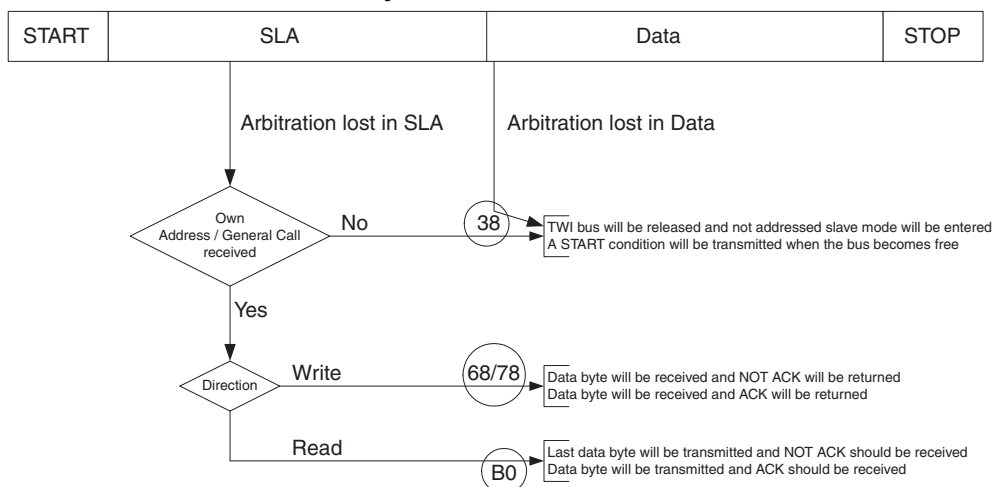 START SLA Data STOP
Arbitration lost in SLA Arbitration lost in Data
Own
Address / General Call
received
No
38
TWI bus will be released and not addressed slave mode will be entered
A START condition will be transmitted when the bus becomes free
Yes
Direction
Write
68/78
Data byte will be received and NOT ACK will be returned
Data byte will be received and ACK will be returned
Read
B0
Last data byte will be transmitted and NOT ACK should be received
Data byte will be transmitted and ACK should be received